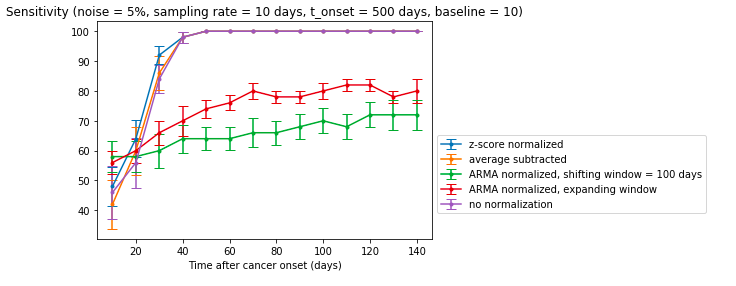 Sensitivity (noise = 5%, sampling rate = 10 days, t_onset = 500 days, baseline = 10)
100
90
80
70
60
50
40
20
40
60
80
100
120
140
Time after cancer onset (days)
z-score normalized
average subtracted
ARMA normalized, shifting window = 100 days
ARMA normalized, expanding window
no normalization